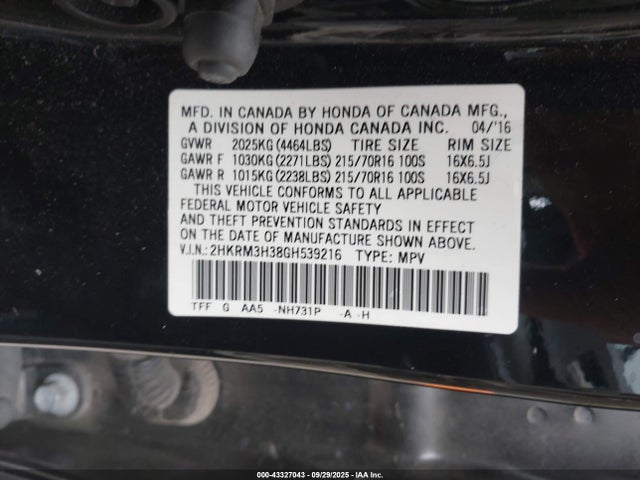 MFD. IN CANADA BY HONDA OF CANADA MFG.,
A DIVISION OF HONDA CANADA INC. 04/'16
GVWR 2025KG (4464LBS) TIRE SIZE RIM SIZE
GAWR F 1030KG (2271LBS) 215/70R16 100S 16X6.5J
GAWR R 1015KG (2238LBS) 215/70R16 100S 16X6.5J
THIS VEHICLE CONFORMS TO ALL APPLICABLE
FEDERAL MOTOR VEHICLE SAFETY
AND THEFT PREVENTION STANDARDS IN EFFECT
ON THE DATE OF MANUFACTURE SHOWN ABOVE.
V.I.N.: 2HKRM3H38GH539216 TYPE: MPV
TFF G AA5 -NH731P -A -H
000-43327043 09/29/2025 IAA Inc.